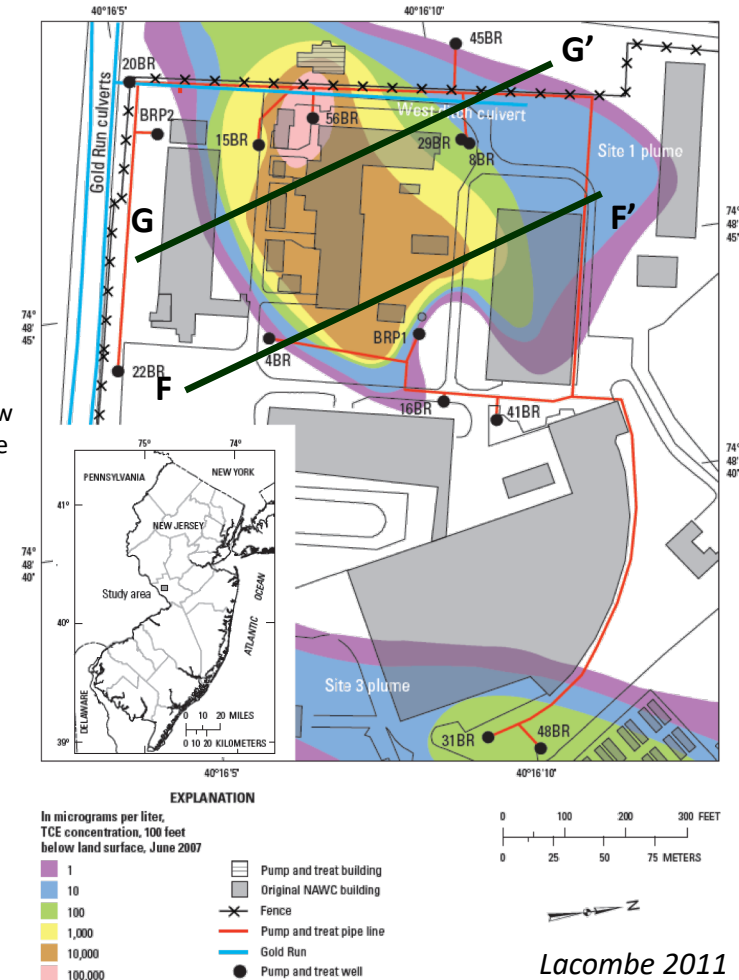 40°16'5"
40°16'10"
45BR
G'
20BR
BRP2
Gold Run culverts
West ditch culvert
56BR
15BR
29BR
8BR
Site 1 plume
G
F'
74°
48'
45"
74°
48'
45"
BRP1
4BR
22BR
F
16BR
41BR
w
e
74°
48'
40"
74°
48'
40"
75°
74°
PENNSYLVANIA
NEW YORK
41°
NEW JERSEY
Study area
40°
ATLANTIC OCEAN
DELAWARE
0 10 20 MILES
0 10 20 KILOMETERS
39°
Site 3 plume
31BR
48BR
40°16'5"
40°16'10"
EXPLANATION
In micrograms per liter,
TCE concentration, 100 feet
below land surface, June 2007
1
10
100
1,000
10,000
100,000
Pump and treat building
Original NAWC building
Fence
Pump and treat pipe line
Gold Run
Pump and treat well
0 100 200 300 FEET
0 25 50 75 METERS
N
Lacombe 2011